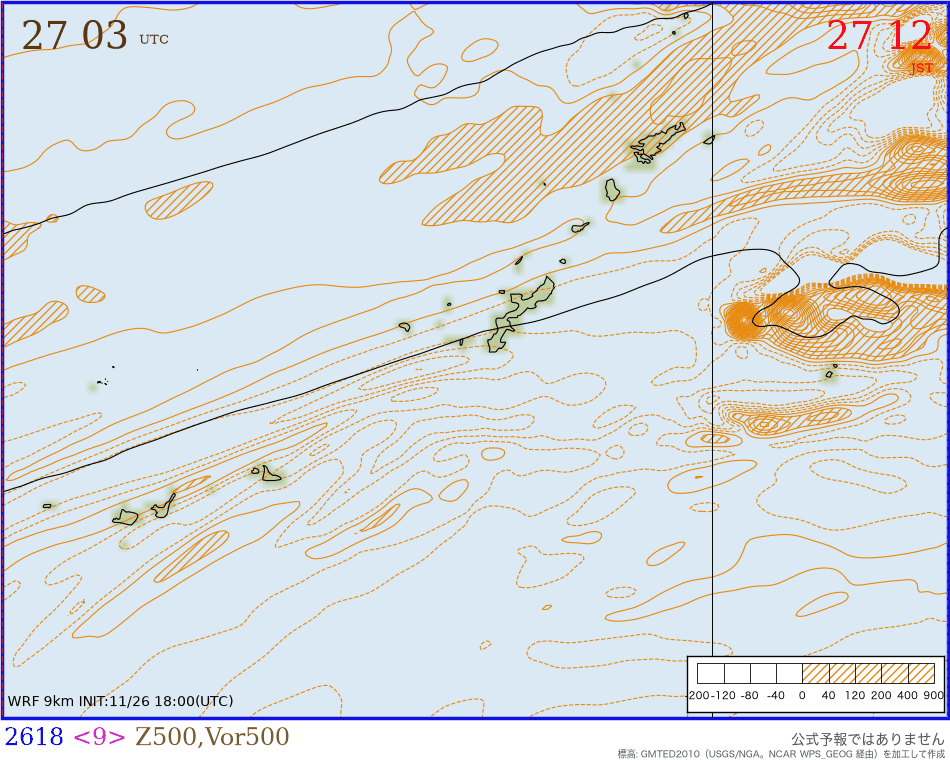 27 03 UTC
27 12
JST
-200 -120 -80 -40 0 40 120 200 400 900
WRF 9km INIT:11/26 18:00(UTC)
2618 <9> Z500,Vor500
公式予報ではありません
標高: GMTED2010（USGS/NGA。NCAR WPS_GEOG 経由）を加工して作成